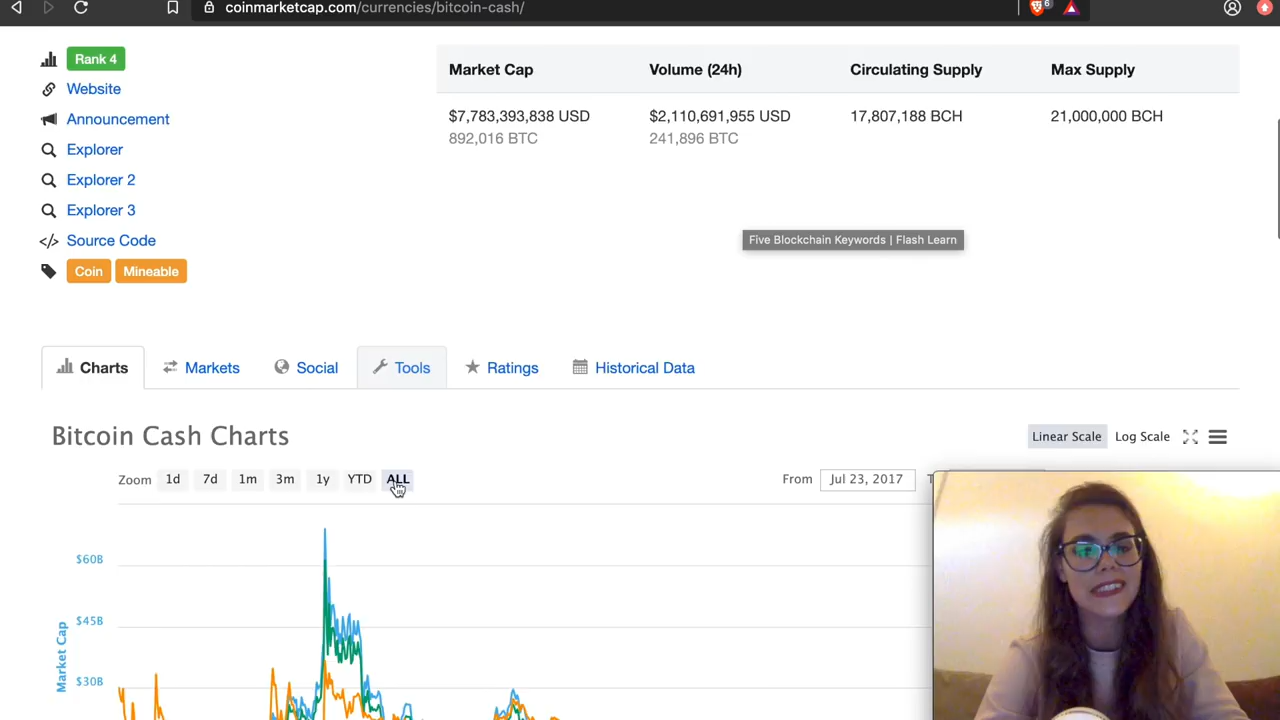 coinmarketcap.com/currencies/bitcoin-cash/
6
Rank 4
Website
Announcement
Explorer
Explorer 2
Explorer 3
Source Code
Coin Mineable
Market Cap Volume (24h) Circulating Supply Max Supply
$7,783,393,838 USD $2,110,691,955 USD 17,807,188 BCH 21,000,000 BCH
892,016 BTC 241,896 BTC
Five Blockchain Keywords | Flash Learn
Charts Markets Social Tools Ratings Historical Data
Bitcoin Cash Charts
Linear Scale Log Scale
Zoom 1d 7d 1m 3m 1y YTD ALL From Jul 23, 2017
$60B
$45B
$30B
Market Cap